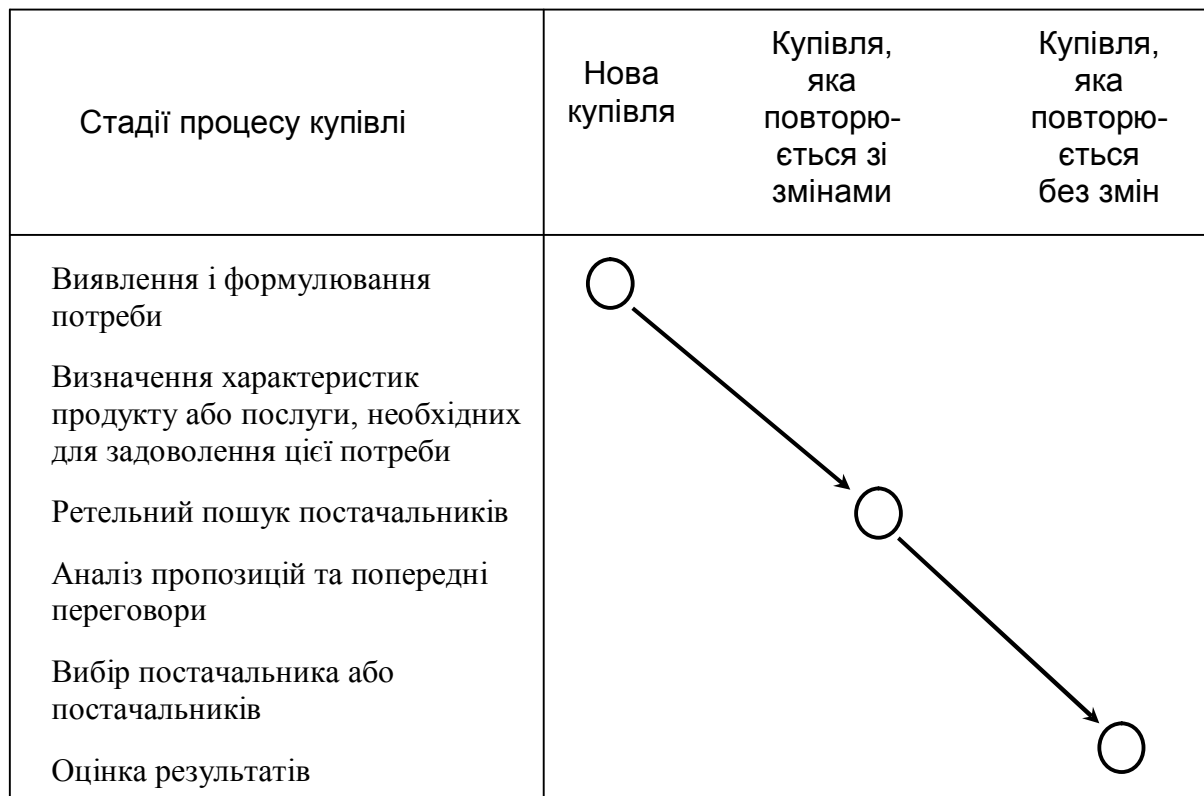 Стадії процесу купівлі
Нова
купівля
Купівля,
яка
повторю-
ється зі
змінами
Купівля,
яка
повторю-
ється
без змін
Виявлення і формулювання
потреби
Визначення характеристик
продукту або послуги, необхідних
для задоволення цієї потреби
Ретельний пошук постачальників
Аналіз пропозицій та попередні
переговори
Вибір постачальника або
постачальників
Оцінка результатів